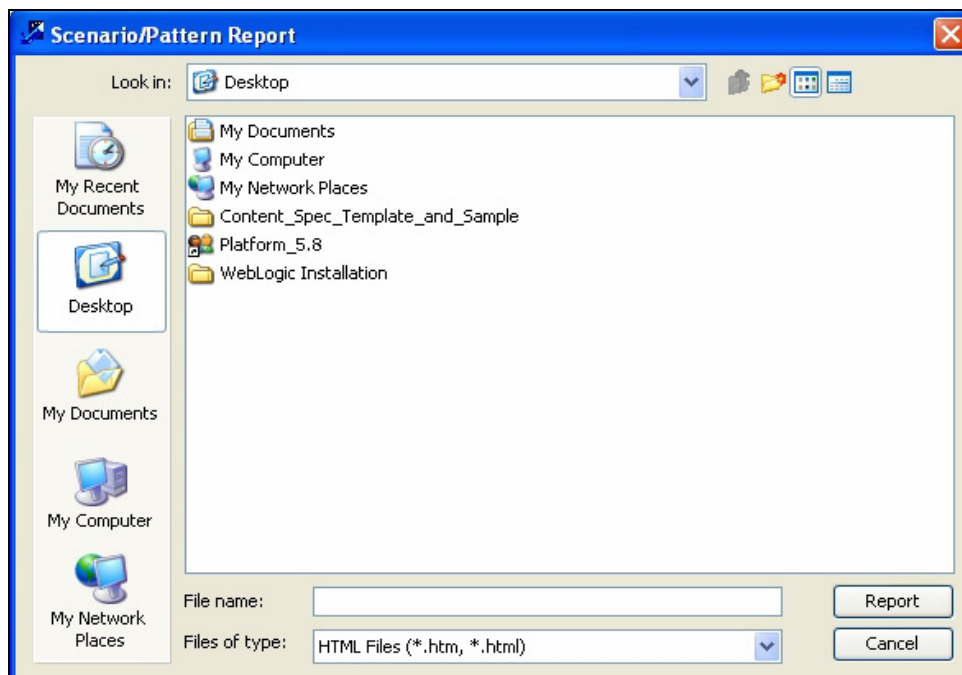 Scenario/Pattern Report
Look in:
Desktop
My Recent
Documents
Desktop
My Documents
My Computer
My Network
Places
My Documents
My Computer
My Network Places
Content_Spec_Template_and_Sample
Platform_5.8
WebLogic Installation
File name:
Report
Files of type:
HTML Files (*.htm, *.html)
Cancel